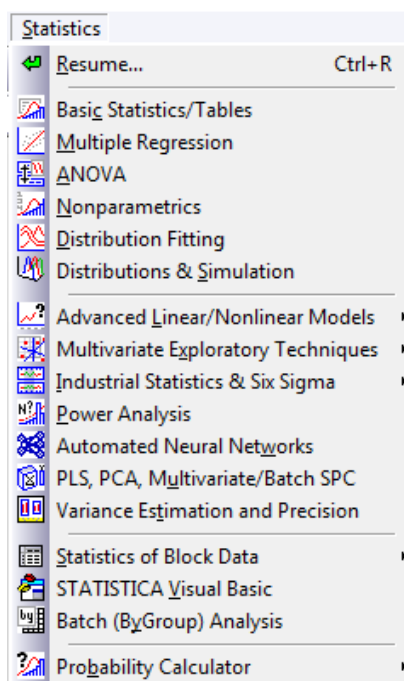 Statistics
Resume... Ctrl+R
Basic Statistics/Tables
Multiple Regression
ANOVA
Nonparametrics
Distribution Fitting
Distributions & Simulation
Advanced Linear/Nonlinear Models
Multivariate Exploratory Techniques
Industrial Statistics & Six Sigma
Power Analysis
Automated Neural Networks
PLS, PCA, Multivariate/Batch SPC
Variance Estimation and Precision
Statistics of Block Data
STATISTICA Visual Basic
Batch (ByGroup) Analysis
Probability Calculator